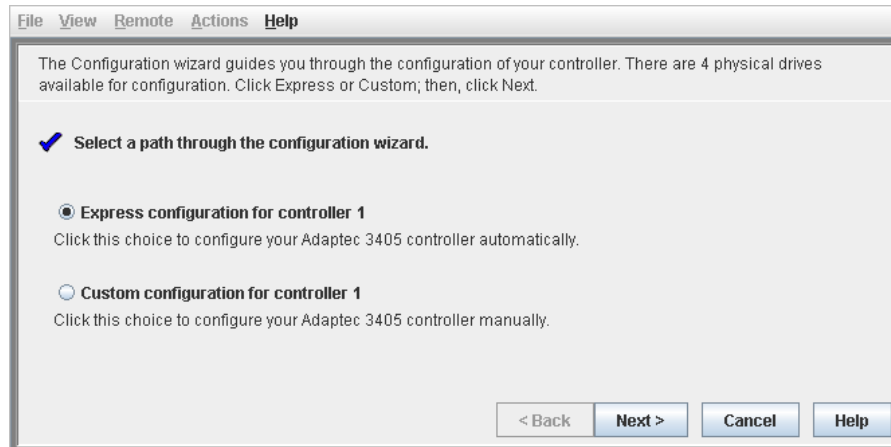 File View Remote Actions Help
The Configuration wizard guides you through the configuration of your controller. There are 4 physical drives
available for configuration. Click Express or Custom; then, click Next.
Select a path through the configuration wizard.
Express configuration for controller 1
Click this choice to configure your Adaptec 3405 controller automatically.
Custom configuration for controller 1
Click this choice to configure your Adaptec 3405 controller manually.
< Back Next > Cancel Help